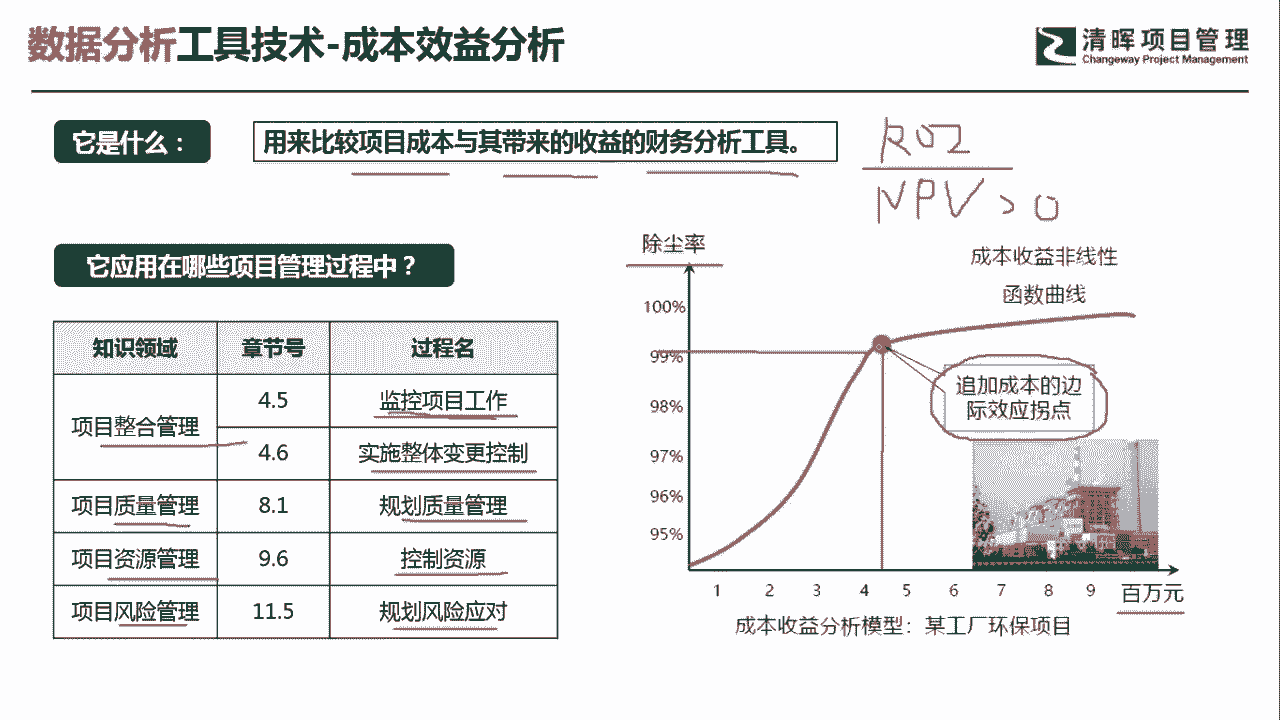 数据分析工具技术-成本效益分析
清晖项目管理
Changeway Project Management
它是什么：
用来比较项目成本与其带来的收益的财务分析工具。
ROI
NPV > 0
它应用在哪些项目管理过程中？
知识领域 章节号 过程名
项目整合管理 4.5 监控项目工作
4.6 实施整体变更控制
项目质量管理 8.1 规划质量管理
项目资源管理 9.6 控制资源
项目风险管理 11.5 规划风险应对
除尘率
成本收益非线性
函数曲线
100%
99%
98%
97%
96%
95%
追加成本的边
际效应拐点
1 2 3 4 5 6 7 8 9 百万元
成本收益分析模型：某工厂环保项目